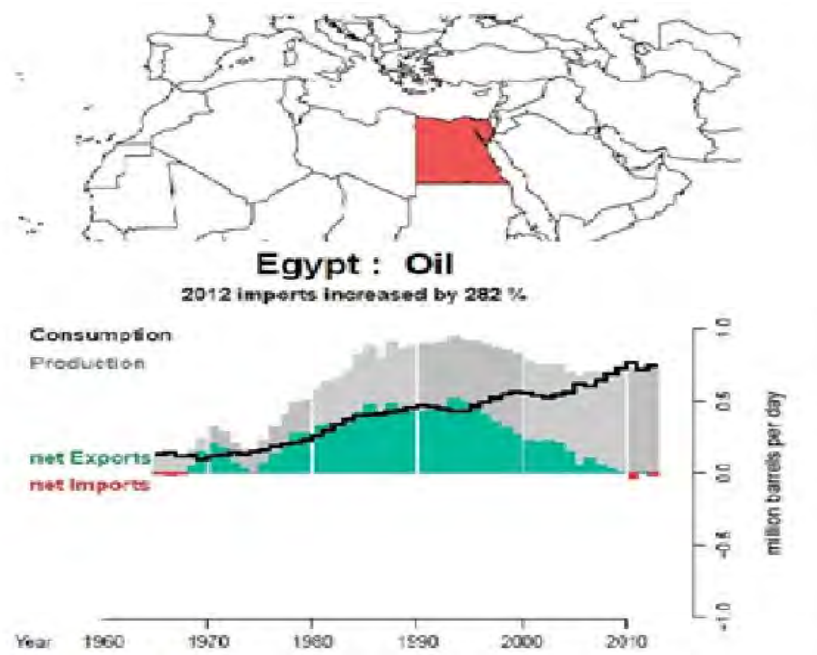 Egypt : Oil
2012 imports increased by 282 %
Consumption
Production
net Exports
net Imports
1.0
0.5
0.0
-0.5
-1.0
million barrels per day
Year 1960 1970 1980 1990 2000 2010